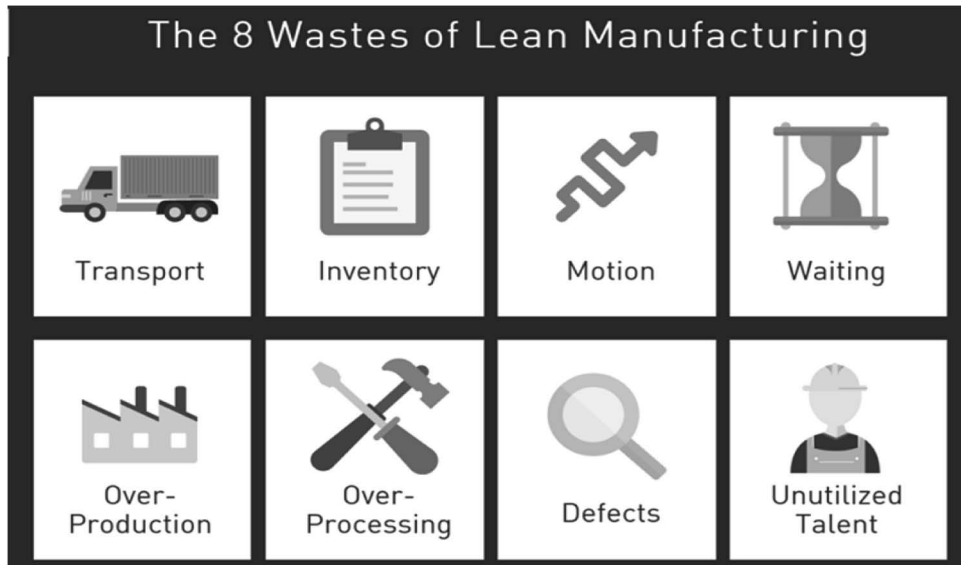 The 8 Wastes of Lean Manufacturing
Transport
Inventory
Motion
Waiting
Over-
Production
Over-
Processing
Defects
Unutilized
Talent